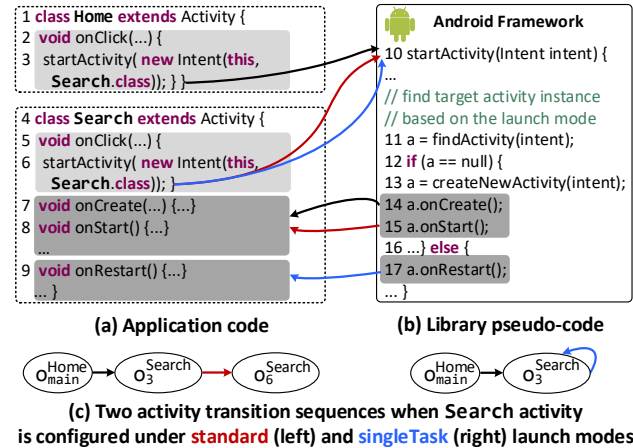 1 class Home extends Activity {
2 void onClick(...) {
3 startActivity( new Intent(this,
Search.class)); } }
4 class Search extends Activity {
5 void onClick(...) {
6 startActivity( new Intent(this,
Search.class)); }
7 void onCreate(...) {...}
8 void onStart() {...}
...
9 void onRestart() {...}
... }
(a) Application code
Android Framework
10 startActivity(Intent intent) {
...
// find target activity instance
// based on the launch mode
11 a = findActivity(intent);
12 if (a == null) {
13 a = createNewActivity(intent);
14 a.onCreate();
15 a.onStart();
16 ...} else {
17 a.onRestart();
... }
(b) Library pseudo-code
O Home main
O Search 3
O Search 6
O Home main
O Search 3
(c) Two activity transition sequences when Search activity
is configured under standard (left) and singleTask (right) launch modes